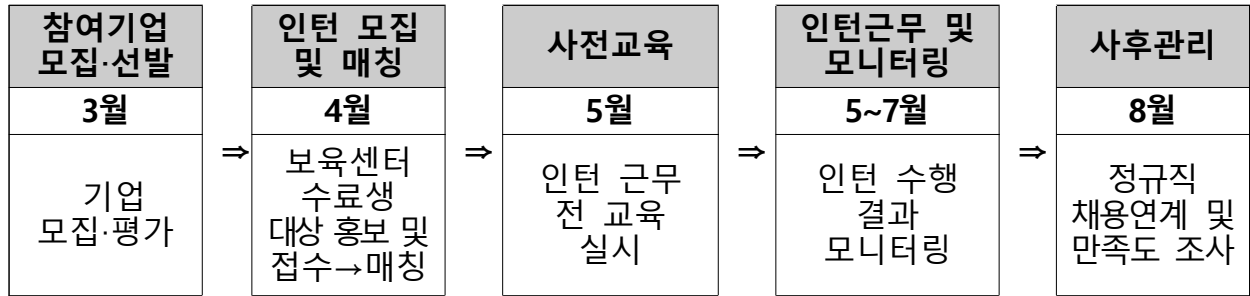 참여기업
모집·선발
3월
기업
모집·평가
⇒
인턴 모집
및 매칭
4월
보육센터
수료생
대상 홍보 및
접수→매칭
⇒
사전교육
5월
인턴 근무
전 교육
실시
⇒
인턴근무 및
모니터링
5~7월
인턴 수행
결과
모니터링
⇒
사후관리
8월
정규직
채용연계 및
만족도 조사